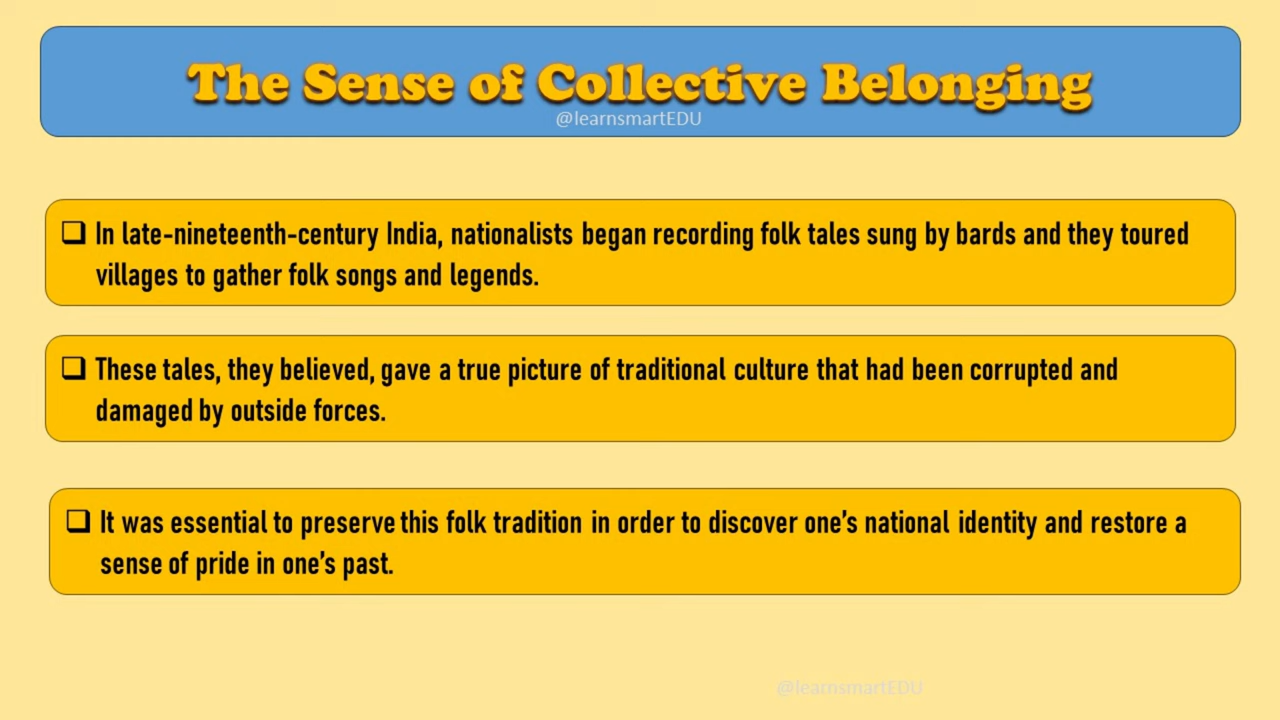 The Sense of Collective Belonging
@learnsmartEDU
In late-nineteenth-century India, nationalists began recording folk tales sung by bards and they toured
villages to gather folk songs and legends.
These tales, they believed, gave a true picture of traditional culture that had been corrupted and
damaged by outside forces.
It was essential to preserve this folk tradition in order to discover one’s national identity and restore a
sense of pride in one’s past.
@learnsmartEDU